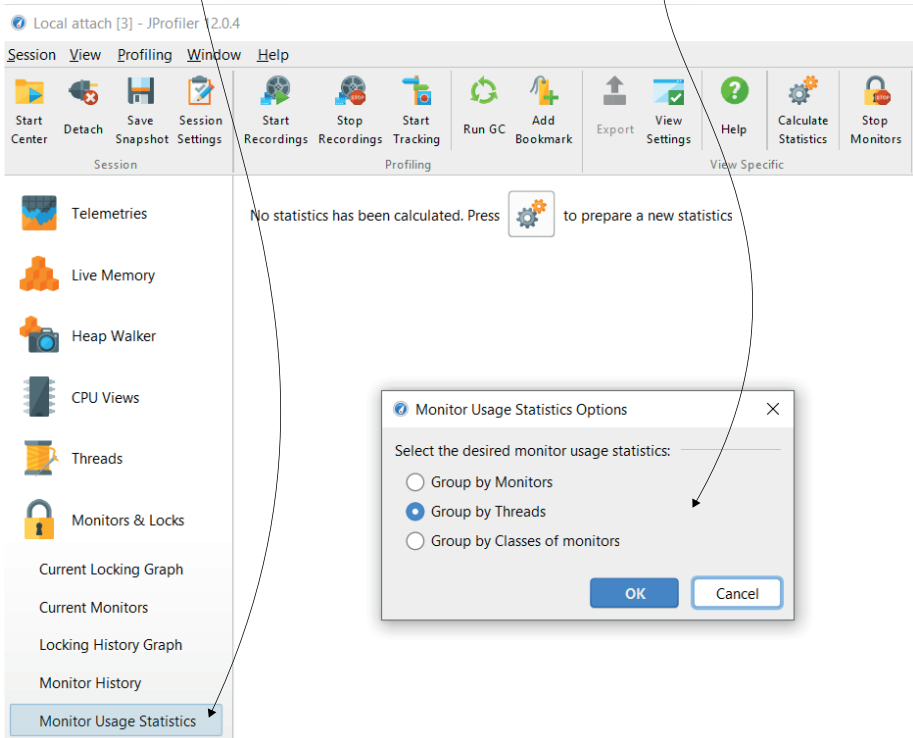 Local attach [3] - JProfiler 12.0.4
Session View Profiling Window Help
Start Center
Detach
Save Snapshot
Session Settings
Start Recordings
Stop Recordings
Start Tracking
Run GC
Add Bookmark
Export
View Settings
Help
Calculate Statistics
Stop Monitors
Session
Profiling
View Specific
Telemetries
No statistics has been calculated. Press to prepare a new statistics
Live Memory
Heap Walker
CPU Views
Threads
Monitors & Locks
Current Locking Graph
Current Monitors
Locking History Graph
Monitor History
Monitor Usage Statistics
Monitor Usage Statistics Options
Select the desired monitor usage statistics:
Group by Monitors
Group by Threads
Group by Classes of monitors
OK
Cancel